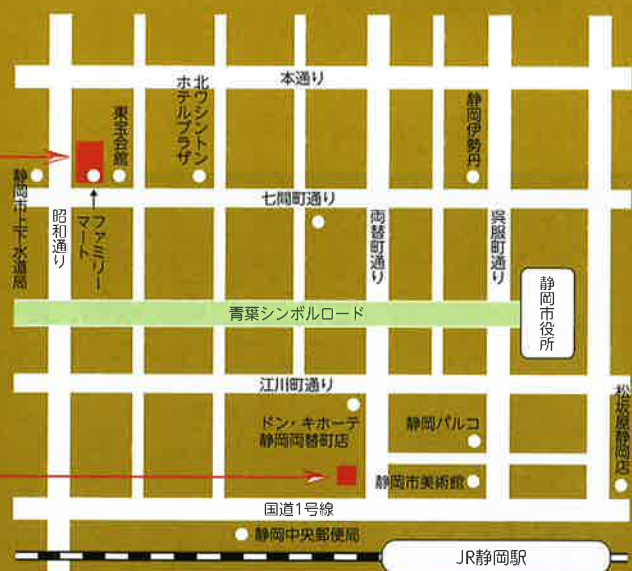 本通り
北ワシントン
ホテルプラザ
東宝会館
静岡伊勢丹
静岡市上下水道局
昭和通り
ファミリー
マート
七間町通り
両替町通り
呉服町通り
静岡市役所
青葉シンボルロード
江川町通り
ドン・キホーテ
静岡両替町店
静岡パルコ
松坂屋静岡店
静岡市美術館
国道1号線
静岡中央郵便局
JR静岡駅